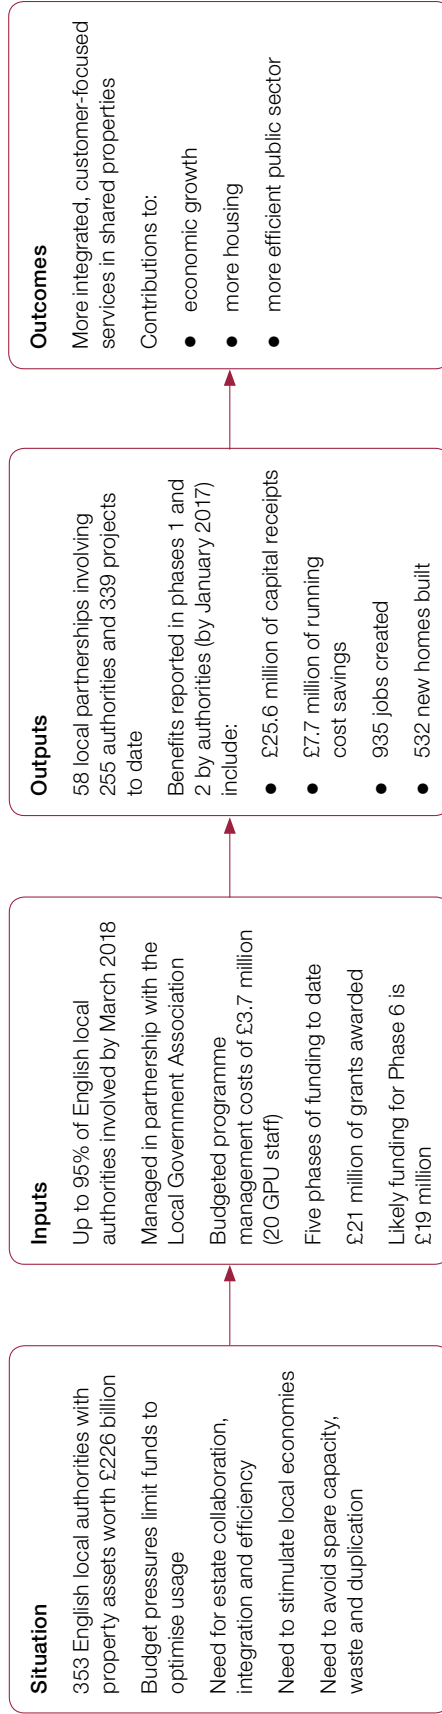 Situation
353 English local authorities with
property assets worth £226 billion
Budget pressures limit funds to
optimise usage
Need for estate collaboration,
integration and efficiency
Need to stimulate local economies
Need to avoid spare capacity,
waste and duplication
Inputs
Up to 95% of English local
authorities involved by March 2018
Managed in partnership with the
Local Government Association
Budgeted programme
management costs of £3.7 million
(20 GPU staff)
Five phases of funding to date
£21 million of grants awarded
Likely funding for Phase 6 is
£19 million
Outputs
58 local partnerships involving
255 authorities and 339 projects
to date
Benefits reported in phases 1 and
2 by authorities (by January 2017)
include:
● £25.6 million of capital receipts
● £7.7 million of running
cost savings
● 935 jobs created
● 532 new homes built
Outcomes
More integrated, customer-focused
services in shared properties
Contributions to:
● economic growth
● more housing
● more efficient public sector